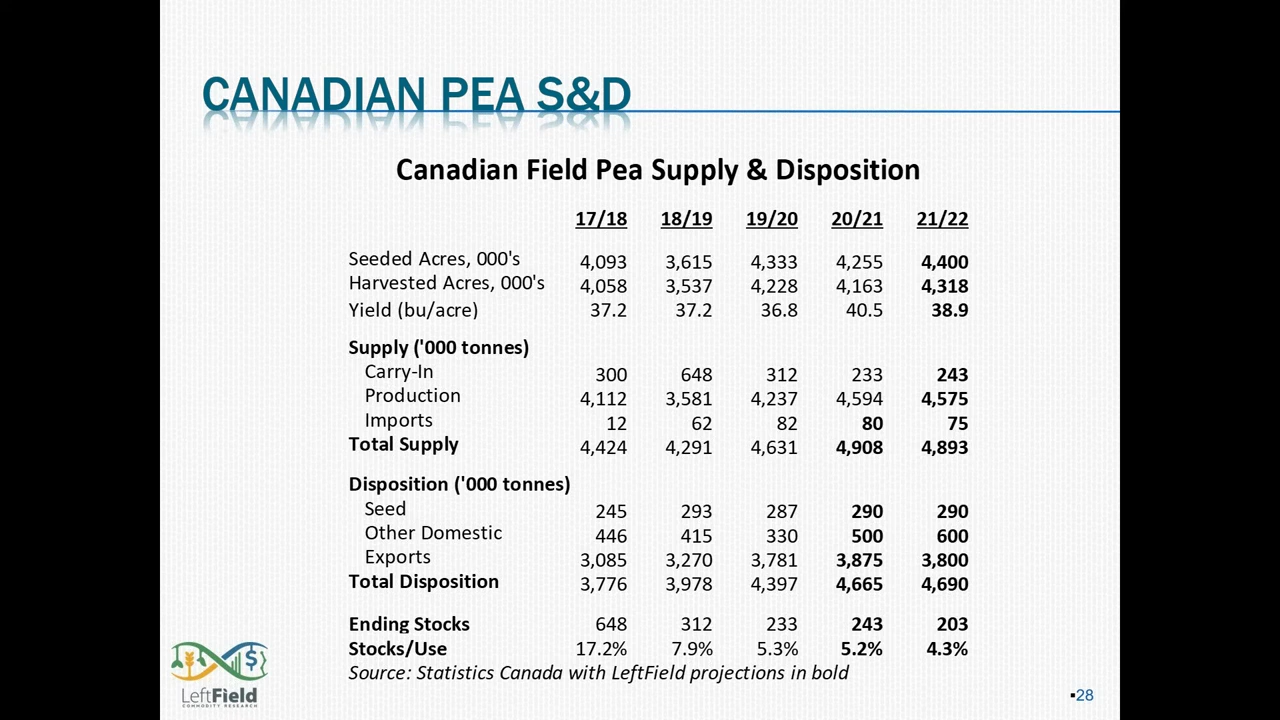 CANADIAN PEA S&D
Canadian Field Pea Supply & Disposition
17/18 18/19 19/20 20/21 21/22
Seeded Acres, 000's 4,093 3,615 4,333 4,255 4,400
Harvested Acres, 000's 4,058 3,537 4,228 4,163 4,318
Yield (bu/acre) 37.2 37.2 36.8 40.5 38.9
Supply ('000 tonnes)
Carry-In 300 648 312 233 243
Production 4,112 3,581 4,237 4,594 4,575
Imports 12 62 82 80 75
Total Supply 4,424 4,291 4,631 4,908 4,893
Disposition ('000 tonnes)
Seed 245 293 287 290 290
Other Domestic 446 415 330 500 600
Exports 3,085 3,270 3,781 3,875 3,800
Total Disposition 3,776 3,978 4,397 4,665 4,690
Ending Stocks 648 312 233 243 203
Stocks/Use 17.2% 7.9% 5.3% 5.2% 4.3%
Source: Statistics Canada with LeftField projections in bold
LeftField
COMMODITY RESEARCH
▪28